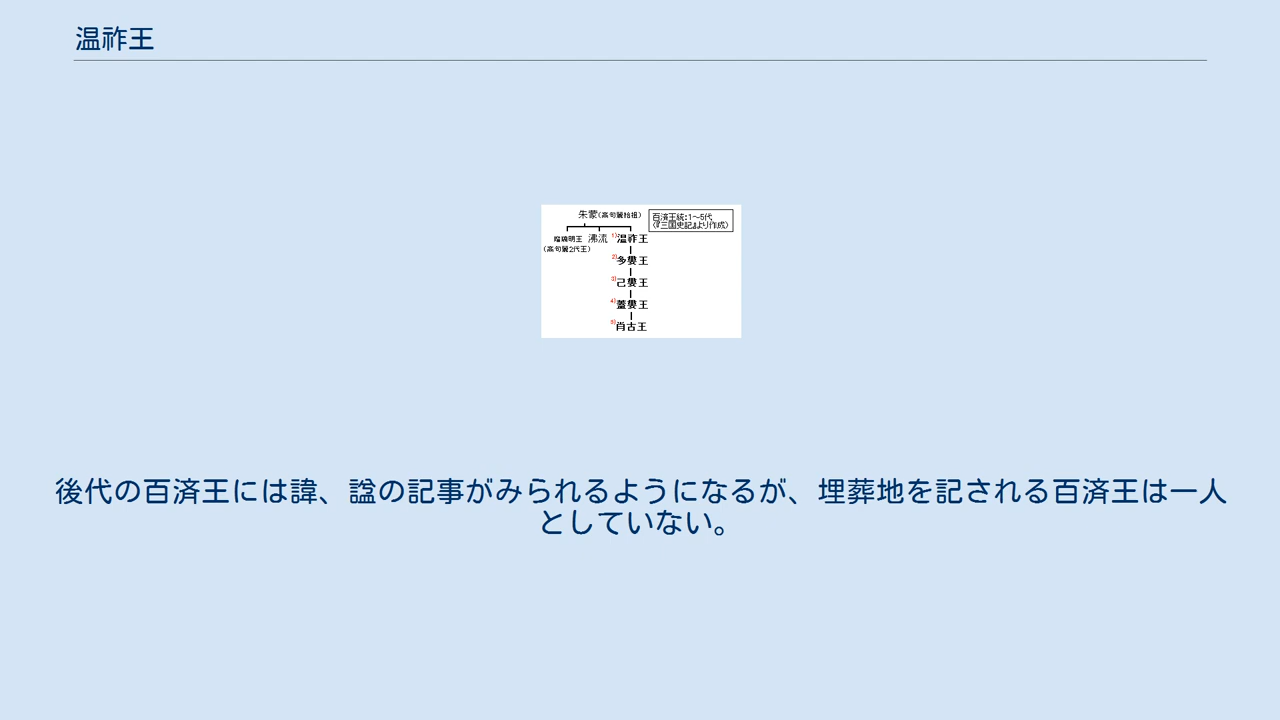 温祚王
朱蒙(高句麗始祖)
百済王統:1～5代
(『三国史記』より作成)
瑠璃明王 沸流 1)温祚王
(高句麗2代王)
2)多婁王
3)己婁王
4)蓋婁王
5)肖古王
後代の百済王には諱、諡の記事がみられるようになるが、埋葬地を記される百済王は一人
としていない。